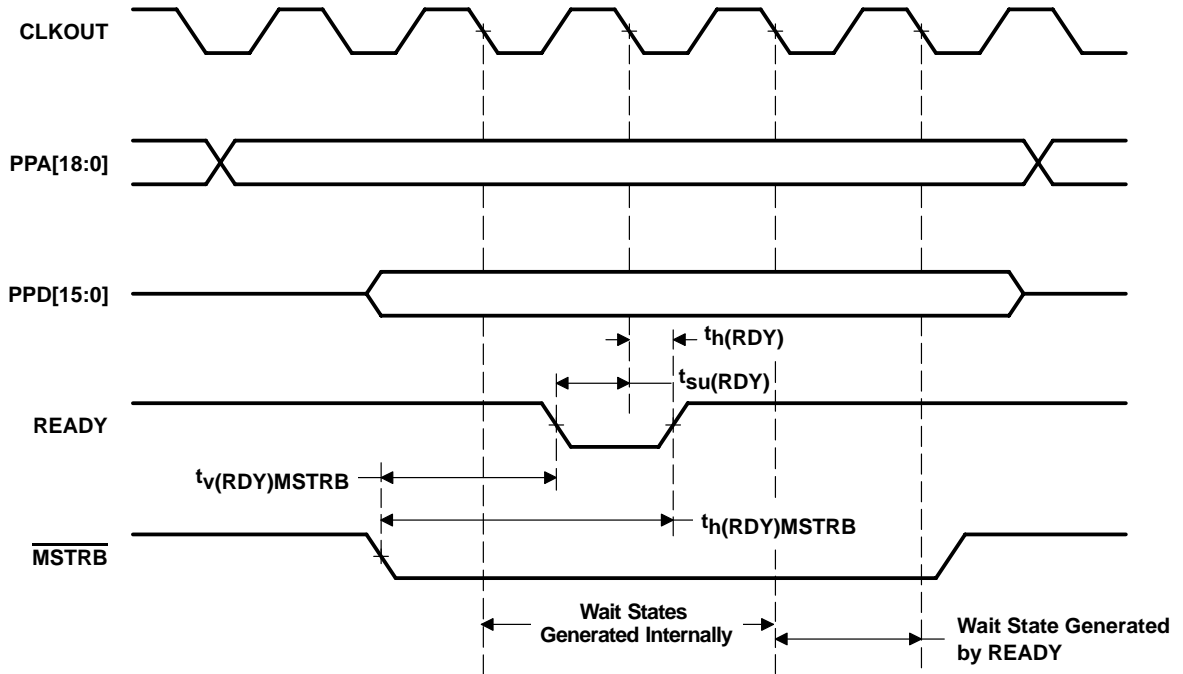 CLKOUT
PPA[18:0]
PPD[15:0]
th(RDY)
tsu(RDY)
READY
tv(RDY)MSTRB
th(RDY)MSTRB
MSTRB
Wait States
Generated Internally
Wait State Generated
by READY